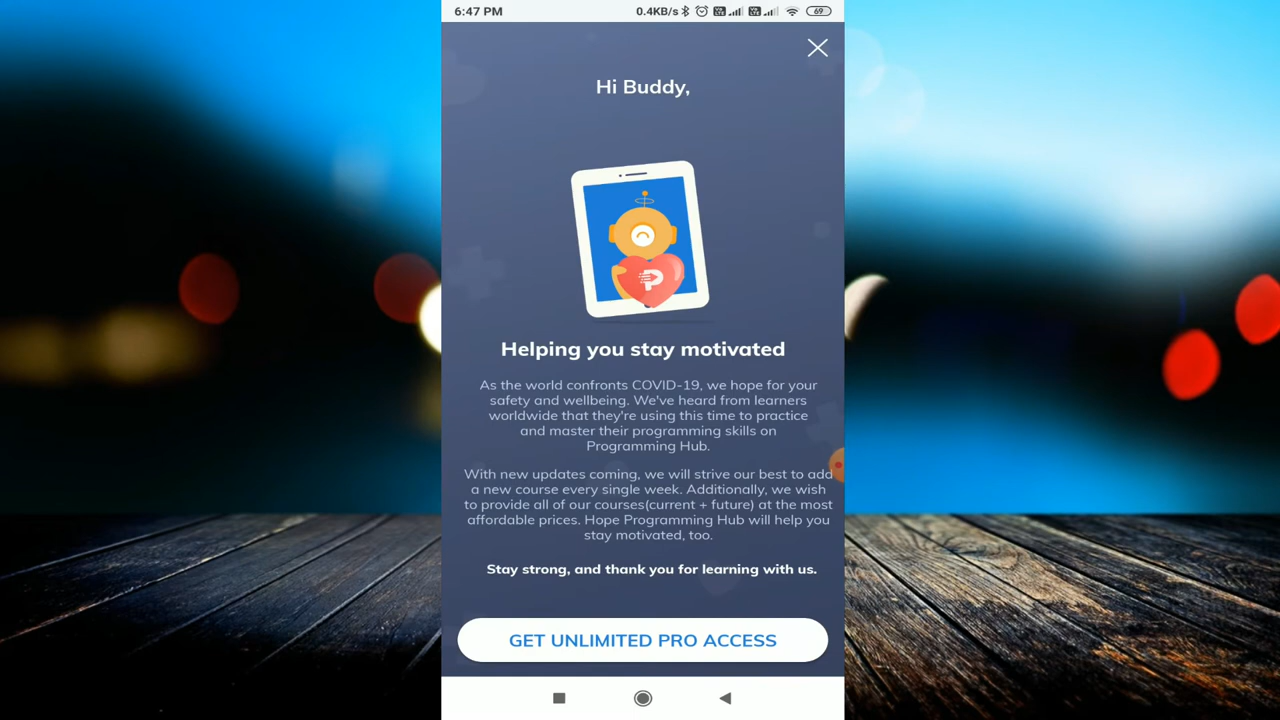 6:47 PM 0.4KB/s 69
Hi Buddy,
P
Helping you stay motivated
As the world confronts COVID-19, we hope for your
safety and wellbeing. We've heard from learners
worldwide that they're using this time to practice
and master their programming skills on
Programming Hub.
With new updates coming, we will strive our best to add
a new course every single week. Additionally, we wish
to provide all of our courses(current + future) at the most
affordable prices. Hope Programming Hub will help you
stay motivated, too.
Stay strong, and thank you for learning with us.
GET UNLIMITED PRO ACCESS